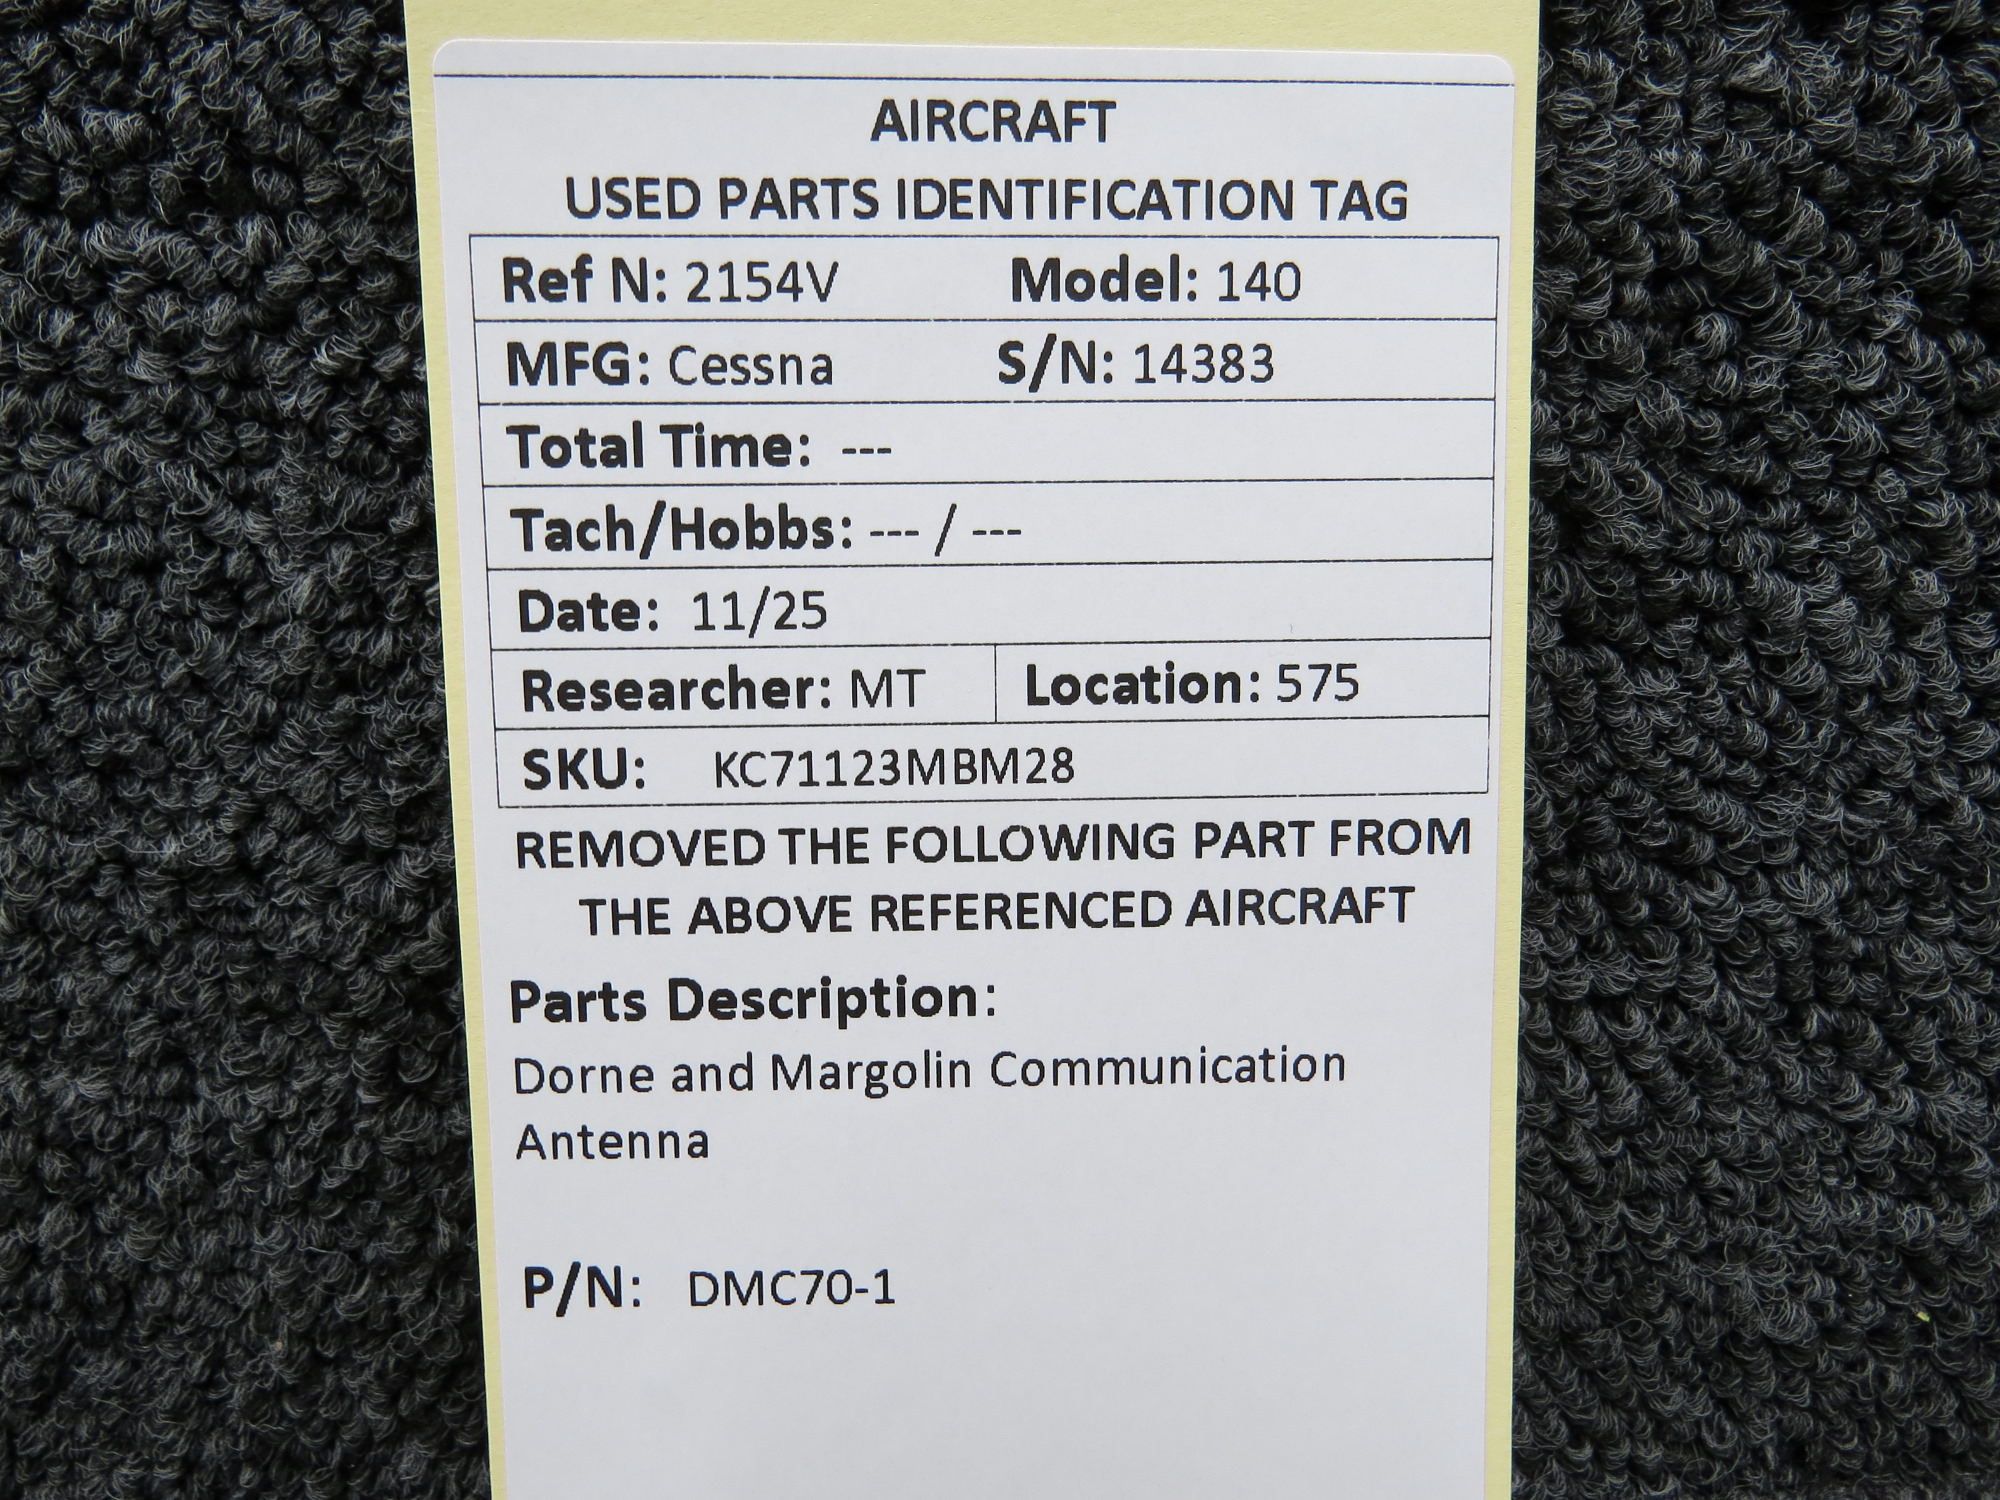 AIRCRAFT
USED PARTS IDENTIFICATION TAG
Ref N: 2154V Model: 140
MFG: Cessna S/N: 14383
Total Time: ---
Tach/Hobbs: --- / ---
Date: 11/25
Researcher: MT Location: 575
SKU: KC71123MBM28
REMOVED THE FOLLOWING PART FROM
THE ABOVE REFERENCED AIRCRAFT
Parts Description:
Dorne and Margolin Communication
Antenna
P/N: DMC70-1